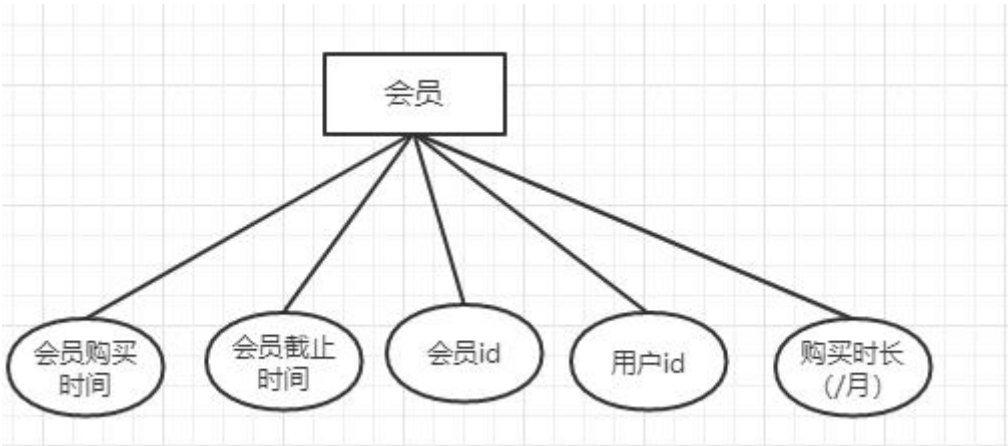 会员
会员购买
时间
会员截止
时间
会员id
用户id
购买时长
(/月)